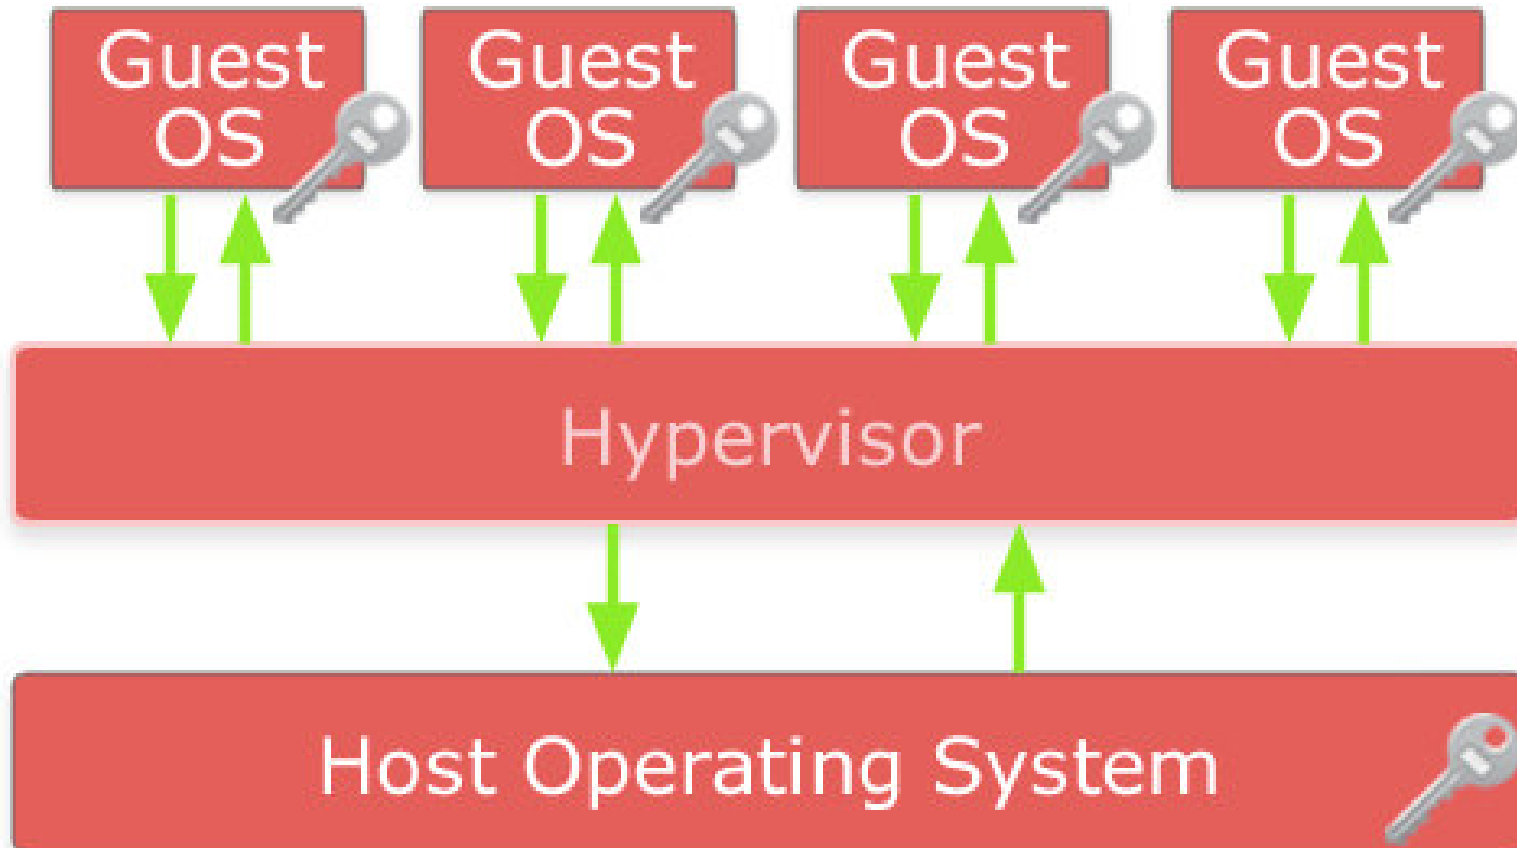 Guest
OS
Guest
OS
Guest
OS
Guest
OS
Hypervisor
Host Operating System